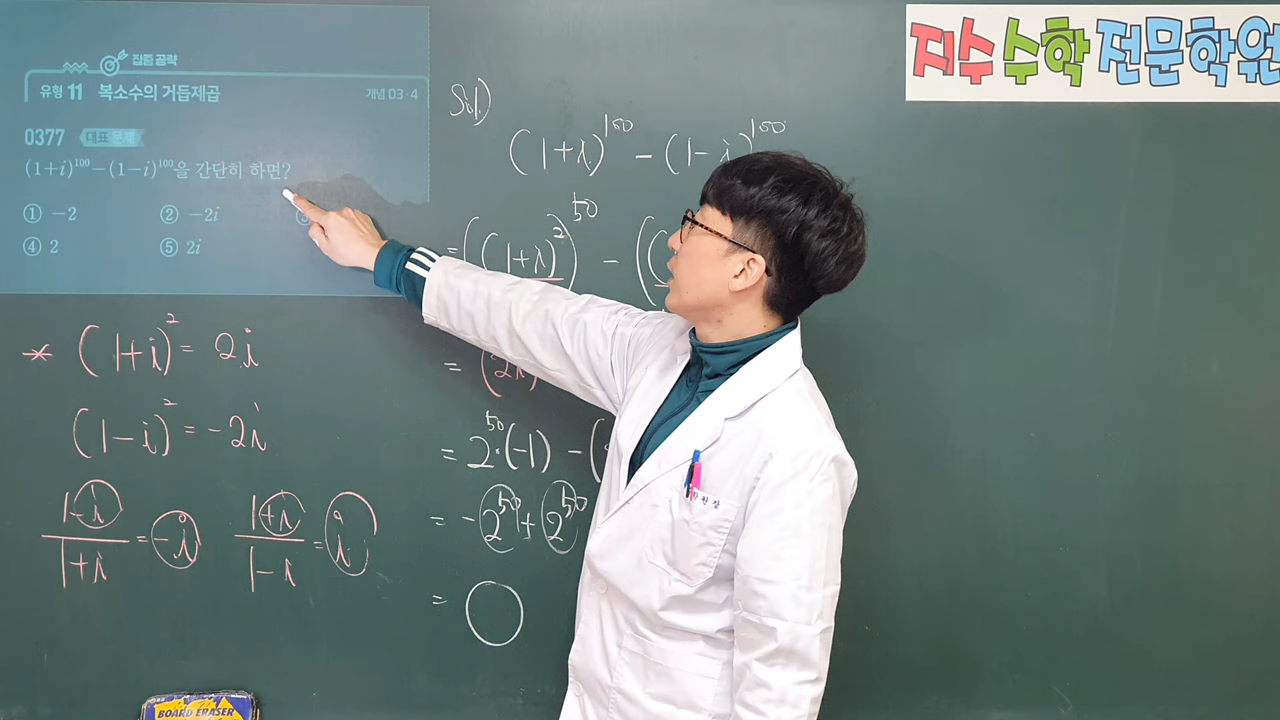 집중 공략
유형 11 복소수의 거듭제곱 개념 03·4
0377 대표 문제
(1+i)¹⁰⁰−(1−i)¹⁰⁰을 간단히 하면?
① −2 ② −2i
④ 2 ⑤ 2i
* (1+i)² = 2i
(1−i)² = −2i
1−i/1+i = −i 1+i/1−i = i
Sol)
(1+i)¹⁰⁰ − (1−i)¹⁰⁰
= ((1+i)²)⁵⁰ − (
= (2i)
= 2⁵⁰·(−1) − (
= −2⁵⁰ + 2⁵⁰
= 0
지수수학전문학원
원장
BOARD ERASER